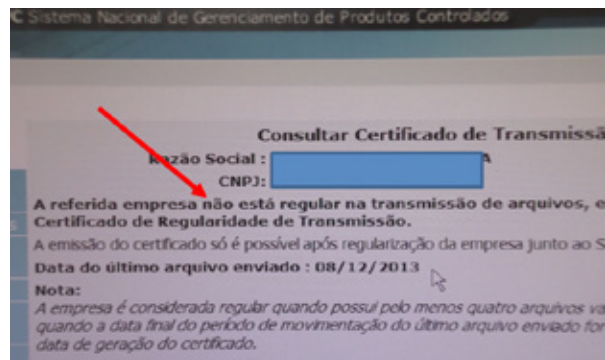 C Sistema Nacional de Gerenciamento de Produtos Controlados
Consultar Certificado de Transmissã
Razão Social : A
CNPJ:
A referida empresa não está regular na transmissão de arquivos, e
s Certificado de Regularidade de Transmissão.
A emissão do certificado só é possível após regularização da empresa junto ao S
Data do último arquivo enviado : 08/12/2013
Nota:
A empresa é considerada regular quando possui pelo menos quatro arquivos va
quando a data final do período de movimentação do último arquivo enviado for
data de geração do certificado.